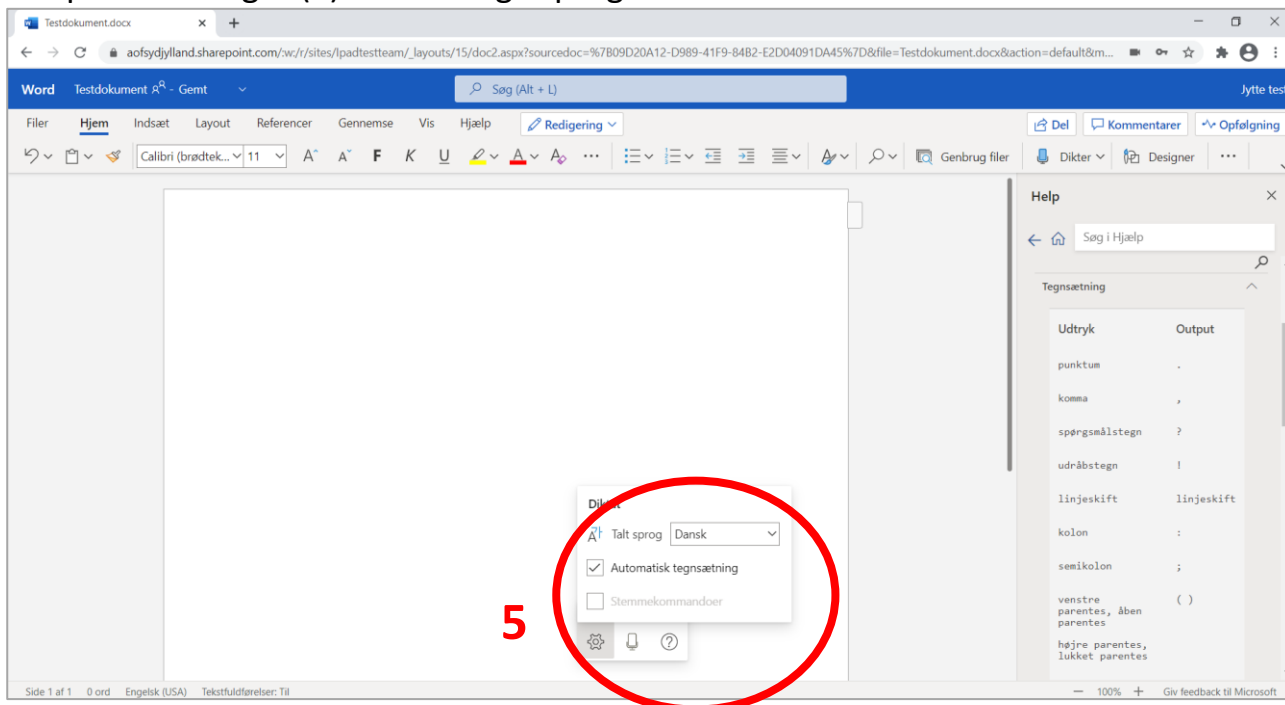 Testdokument.docx
aofsydjylland.sharepoint.com/:w:/r/sites/Ipadtestteam/_layouts/15/doc2.aspx?sourcedoc=%7B09D20A12-D989-41F9-84B2-E2D04091DA45%7D&file=Testdokument.docx&action=default&m...
Word Testdokument - Gemt Søg (Alt + L) Jytte tes
Filer Hjem Indsæt Layout Referencer Gennemse Vis Hjælp Redigering Del Kommentarer Opfølgning
Calibri (brødtek... 11 A A F K U A A ... Genbrug filer Dikter Designer ...
Help
Søg i Hjælp
Tegnsætning
Udtryk Output
punktum .
komma ,
spørgsmålstegn ?
udråbstegn !
linjeskift linjeskift
kolon :
semikolon ;
venstre ( )
parentes, åben
parentes
højre parentes,
lukket parentes
Talt sprog Dansk
Automatisk tegnsætning
Stemmekommandoer
5
Side 1 af 1 0 ord Engelsk (USA) Tekstfuldførelser: Til 100% Giv feedback til Microsoft